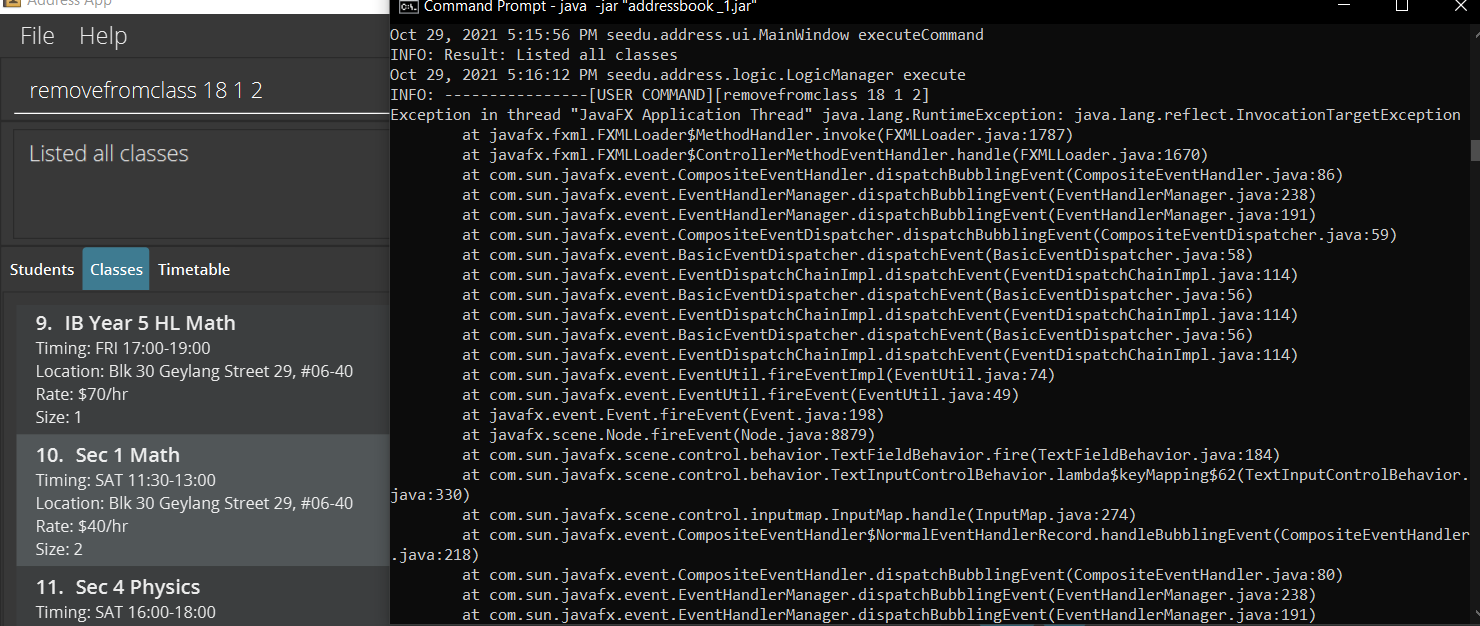 Address App
File Help
removefromclass 18 1 2
Listed all classes
Students Classes Timetable
9. IB Year 5 HL Math
Timing: FRI 17:00-19:00
Location: Blk 30 Geylang Street 29, #06-40
Rate: $70/hr
Size: 1
10. Sec 1 Math
Timing: SAT 11:30-13:00
Location: Blk 30 Geylang Street 29, #06-40
Rate: $40/hr
Size: 2
11. Sec 4 Physics
Timing: SAT 16:00-18:00
Command Prompt - java -jar "addressbook _1.jar"
Oct 29, 2021 5:15:56 PM seedu.address.ui.MainWindow executeCommand
INFO: Result: Listed all classes
Oct 29, 2021 5:16:12 PM seedu.address.logic.LogicManager execute
INFO: ----------------[USER COMMAND][removefromclass 18 1 2]
Exception in thread "JavaFX Application Thread" java.lang.RuntimeException: java.lang.reflect.InvocationTargetException
at javafx.fxml.FXMLLoader$MethodHandler.invoke(FXMLLoader.java:1787)
at javafx.fxml.FXMLLoader$ControllerMethodEventHandler.handle(FXMLLoader.java:1670)
at com.sun.javafx.event.CompositeEventHandler.dispatchBubblingEvent(CompositeEventHandler.java:86)
at com.sun.javafx.event.EventHandlerManager.dispatchBubblingEvent(EventHandlerManager.java:238)
at com.sun.javafx.event.EventHandlerManager.dispatchBubblingEvent(EventHandlerManager.java:191)
at com.sun.javafx.event.CompositeEventDispatcher.dispatchBubblingEvent(CompositeEventDispatcher.java:59)
at com.sun.javafx.event.BasicEventDispatcher.dispatchEvent(BasicEventDispatcher.java:58)
at com.sun.javafx.event.EventDispatchChainImpl.dispatchEvent(EventDispatchChainImpl.java:114)
at com.sun.javafx.event.BasicEventDispatcher.dispatchEvent(BasicEventDispatcher.java:56)
at com.sun.javafx.event.EventDispatchChainImpl.dispatchEvent(EventDispatchChainImpl.java:114)
at com.sun.javafx.event.BasicEventDispatcher.dispatchEvent(BasicEventDispatcher.java:56)
at com.sun.javafx.event.EventDispatchChainImpl.dispatchEvent(EventDispatchChainImpl.java:114)
at com.sun.javafx.event.EventUtil.fireEventImpl(EventUtil.java:74)
at com.sun.javafx.event.EventUtil.fireEvent(EventUtil.java:49)
at javafx.event.Event.fireEvent(Event.java:198)
at javafx.scene.Node.fireEvent(Node.java:8879)
at com.sun.javafx.scene.control.behavior.TextFieldBehavior.fire(TextFieldBehavior.java:184)
at com.sun.javafx.scene.control.behavior.TextInputControlBehavior.lambda$keyMapping$62(TextInputControlBehavior.
java:330)
at com.sun.javafx.scene.control.inputmap.InputMap.handle(InputMap.java:274)
at com.sun.javafx.event.CompositeEventHandler$NormalEventHandlerRecord.handleBubblingEvent(CompositeEventHandler
.java:218)
at com.sun.javafx.event.CompositeEventHandler.dispatchBubblingEvent(CompositeEventHandler.java:80)
at com.sun.javafx.event.EventHandlerManager.dispatchBubblingEvent(EventHandlerManager.java:238)
at com.sun.javafx.event.EventHandlerManager.dispatchBubblingEvent(EventHandlerManager.java:191)